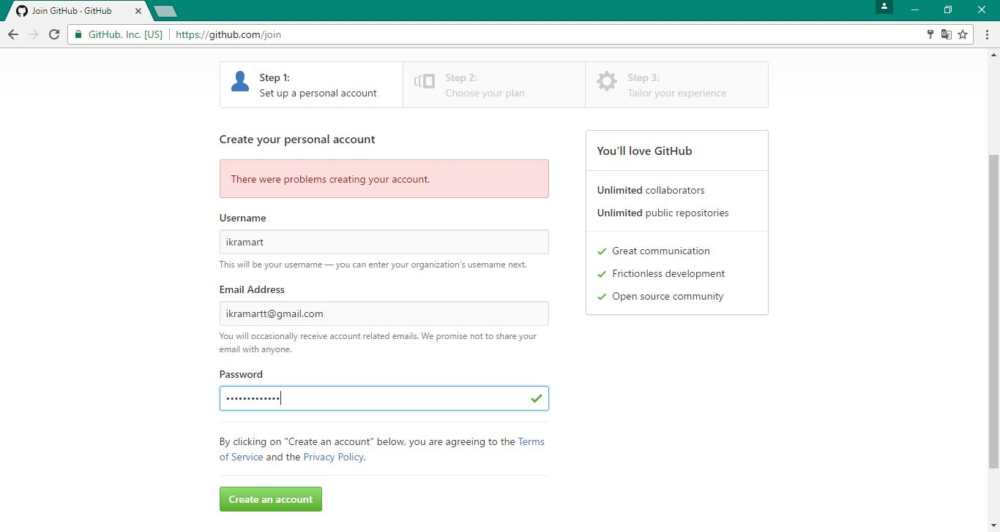 Join GitHub · GitHub
GitHub, Inc. [US] https://github.com/join
Step 1:
Set up a personal account
Step 2:
Choose your plan
Step 3:
Tailor your experience
Create your personal account
There were problems creating your account.
Username
ikramart
This will be your username — you can enter your organization’s username next.
Email Address
ikramartt@gmail.com
You will occasionally receive account related emails. We promise not to share your
email with anyone.
Password
•••••••••••••
By clicking on "Create an account" below, you are agreeing to the Terms
of Service and the Privacy Policy.
Create an account
You’ll love GitHub
Unlimited collaborators
Unlimited public repositories
Great communication
Frictionless development
Open source community